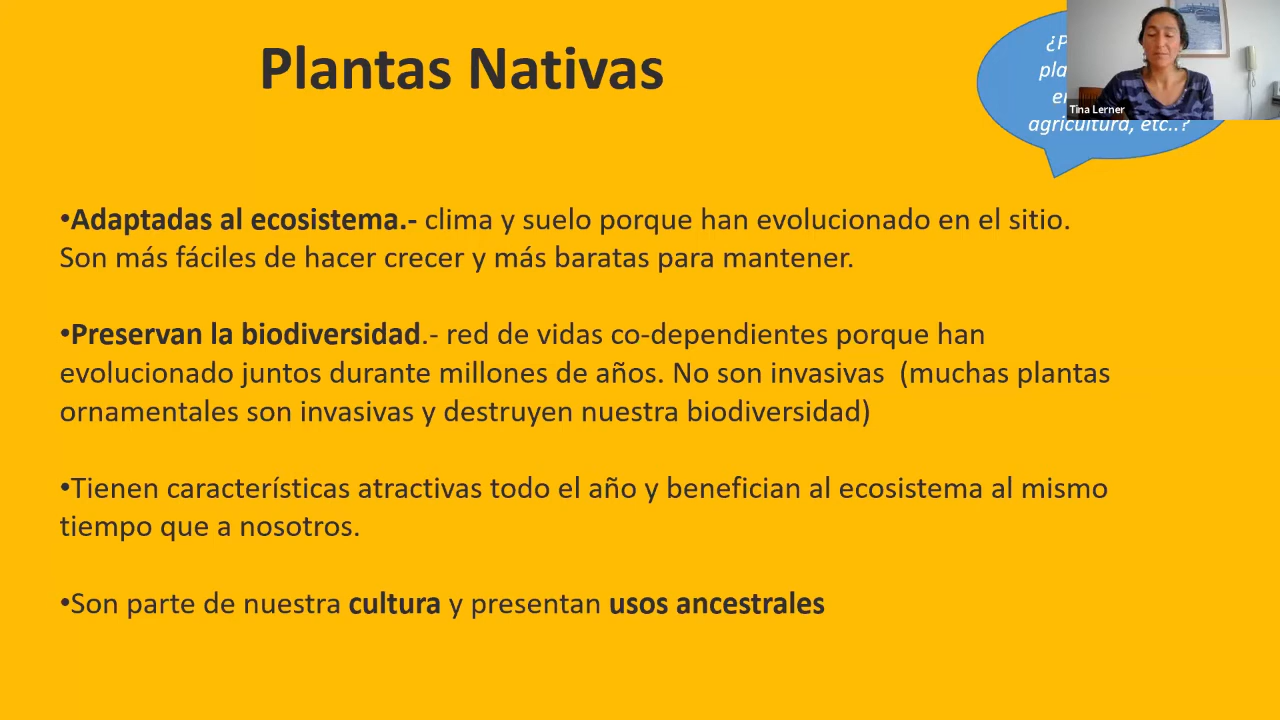 Plantas Nativas
agricultura, etc..?
Tina Lerner
•Adaptadas al ecosistema.- clima y suelo porque han evolucionado en el sitio.
Son más fáciles de hacer crecer y más baratas para mantener.
•Preservan la biodiversidad.- red de vidas co-dependientes porque han
evolucionado juntos durante millones de años. No son invasivas  (muchas plantas
ornamentales son invasivas y destruyen nuestra biodiversidad)
•Tienen características atractivas todo el año y benefician al ecosistema al mismo
tiempo que a nosotros.
•Son parte de nuestra cultura y presentan usos ancestrales